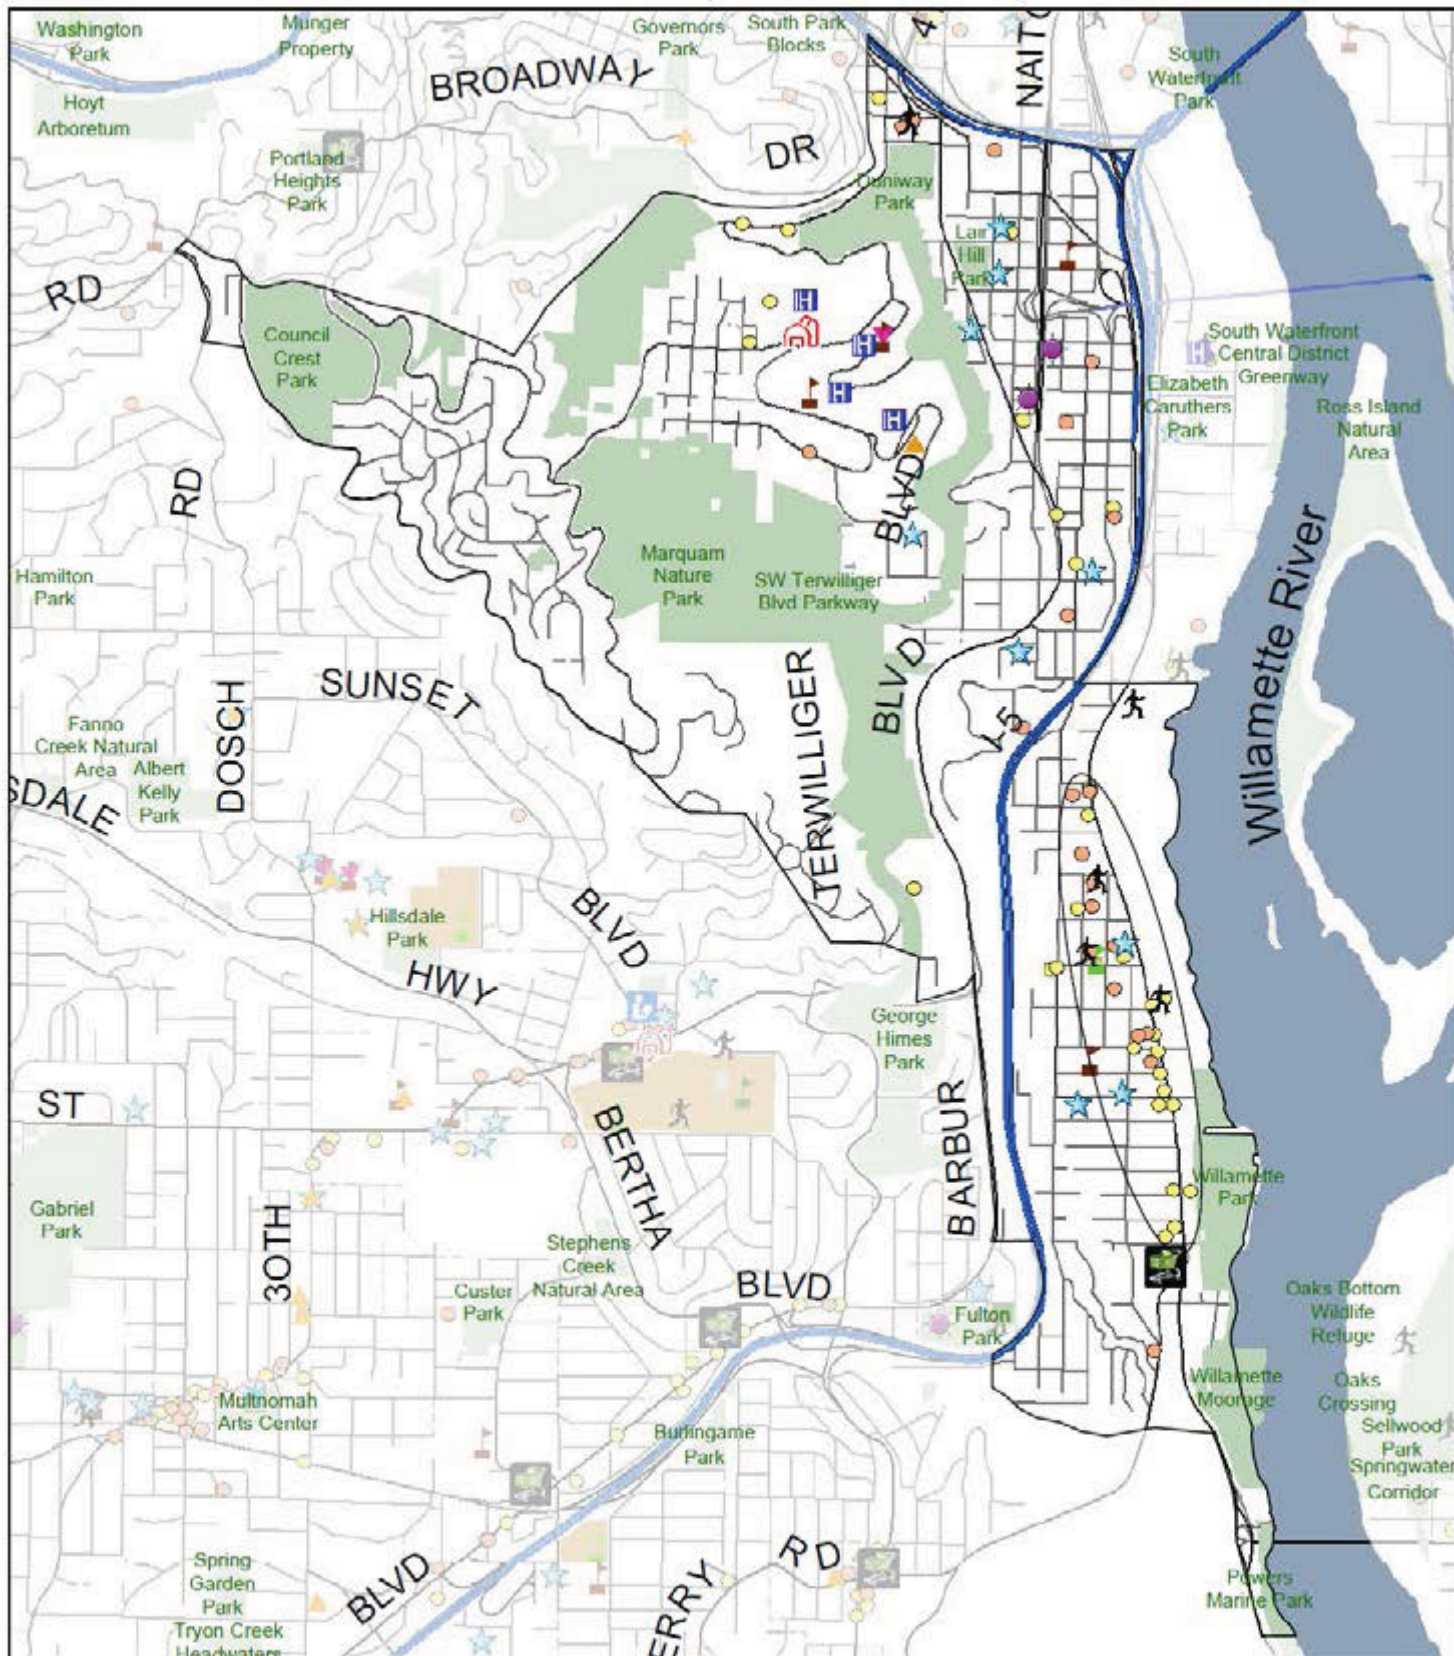 Washington
Park
Munger
Property
Governors
Park
South Park
Blocks
4
NAITO
South
Waterfront
Park
BROADWAY
Hoyt
Arboretum
Portland
Heights
Park
DR
Duniway
Park
Lair
Hill
Park
RD
Council
Crest
Park
South Waterfront
Central District
Greenway
Elizabeth
Caruthers
Park
Ross Island
Natural
Area
H
H
H
H
H
RD
BLVD
Marquam
Nature
Park
SW Terwilliger
Blvd Parkway
Hamilton
Park
Willamette River
SUNSET
TERWILLIGER
BLVD
DOSCH
Fanno
Creek Natural
Area
Albert
Kelly
Park
I-5
SDALE
Hillsdale
Park
BLVD
HWY
George
Himes
Park
ST
BERTHA
BARBUR
Gabriel
Park
30TH
Stephens
Creek
Natural Area
Custer
Park
BLVD
Fulton
Park
Willamette
Park
Oaks Bottom
Wildlife
Refuge
Willamette
Moorage
Oaks
Crossing
Sellwood
Park
Springwater
Corridor
Multnomah
Arts Center
Burlingame
Park
Spring
Garden
Park
BLVD
RD
ERRY
Powers
Marine Park
Tryon Creek
Headwaters